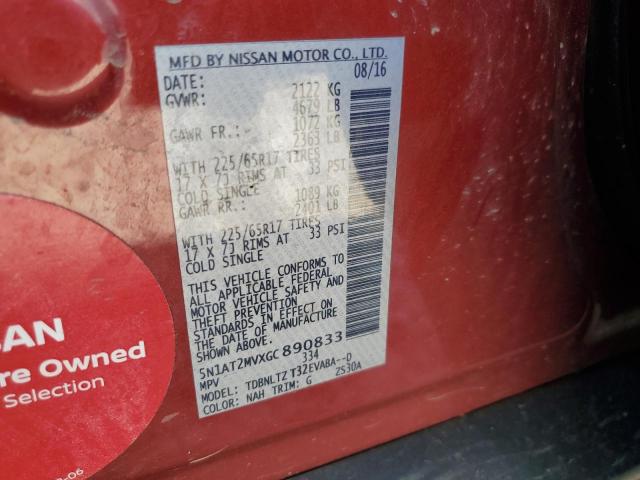 MFD BY NISSAN MOTOR CO., LTD.
DATE: 08/16
GVWR: 2122 KG
4679 LB
GAWR FR.: 1072 KG
2363 LB
WITH 225/65R17 TIRES
17 X 7J RIMS AT 33 PSI
COLD SINGLE
GAWR RR.: 1089 KG
2401 LB
WITH 225/65R17 TIRES
17 X 7J RIMS AT 33 PSI
COLD SINGLE
THIS VEHICLE CONFORMS TO
ALL APPLICABLE FEDERAL
MOTOR VEHICLE SAFETY AND
THEFT PREVENTION
STANDARDS IN EFFECT ON
THE DATE OF MANUFACTURE
SHOWN ABOVE.
5N1AT2MVXGC890833
MPV 334
TDBNLTZ T32EVABA--D
COLOR: NAH TRIM: G 2S30A
SAN
re Owned
Selection
-06